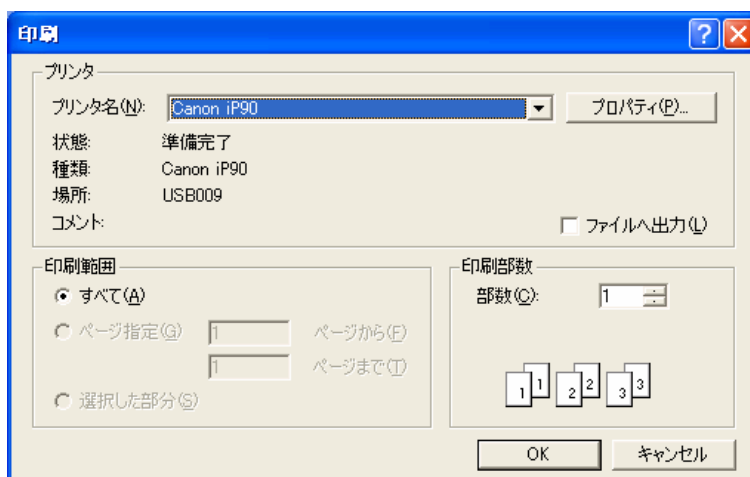 印刷
プリンタ
プリンタ名(N): Canon iP90 プロパティ(P)...
状態: 準備完了
種類: Canon iP90
場所: USB009
コメント:
ファイルへ出力(L)
印刷範囲
すべて(A)
ページ指定(G) 1 ページから(F)
1 ページまで(T)
選択した部分(S)
印刷部数
部数(C): 1
1 1 2 2 3 3
OK キャンセル